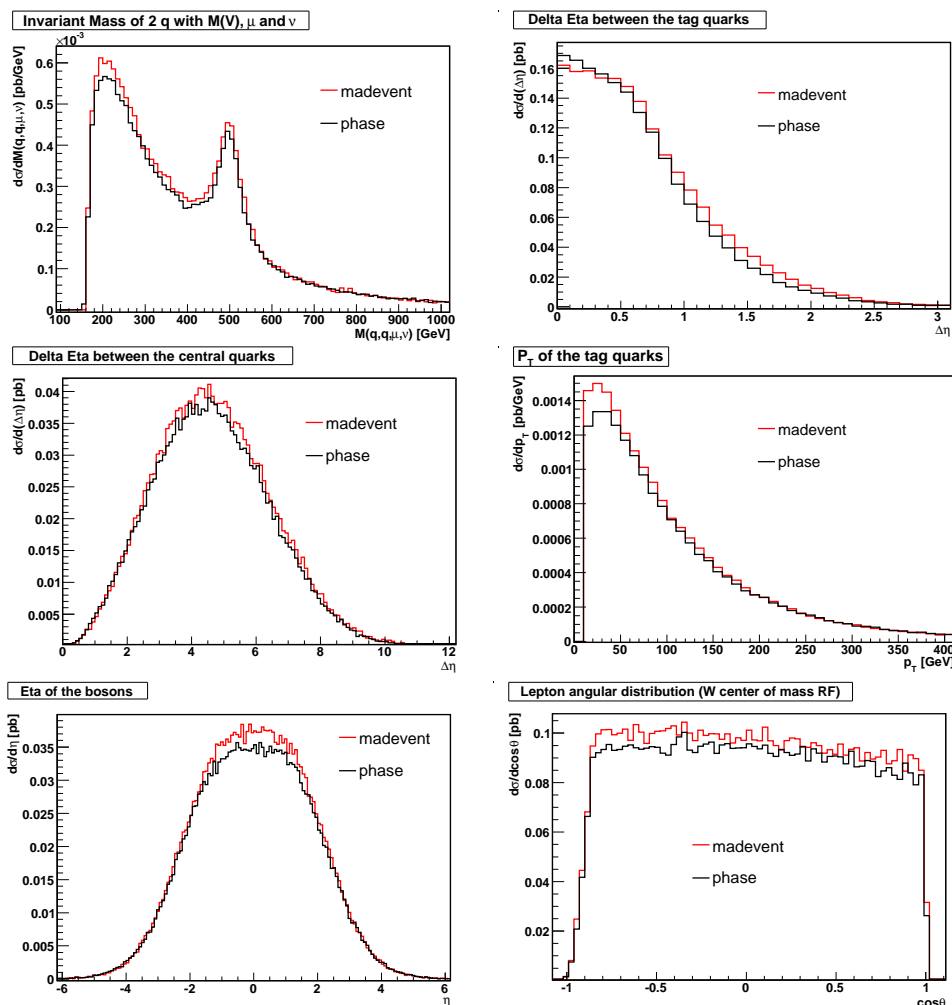 Invariant Mass of 2 q with M(V), μ and ν
×10⁻³
dσ/dM(q,q,μ,ν) [pb/GeV]
0.6
0.5
0.4
0.3
0.2
0.1
0
madevent
phase
100 200 300 400 500 600 700 800 900 1000
M(q,q,μ,ν) [GeV]
Delta Eta between the tag quarks
dσ/d(Δη) [pb]
0.16
0.14
0.12
0.1
0.08
0.06
0.04
0.02
0
madevent
phase
0 0.5 1 1.5 2 2.5 3
Δη
Delta Eta between the central quarks
dσ/d(Δη) [pb]
0.04
0.035
0.03
0.025
0.02
0.015
0.01
0.005
madevent
phase
0 2 4 6 8 10 12
Δη
P_T of the tag quarks
dσ/dp_T [pb/GeV]
0.0014
0.0012
0.001
0.0008
0.0006
0.0004
0.0002
0
madevent
phase
0 50 100 150 200 250 300 350 400
p_T [GeV]
Eta of the bosons
dσ/dη [pb]
0.035
0.03
0.025
0.02
0.015
0.01
0.005
0
madevent
phase
-6 -4 -2 0 2 4 6
η
Lepton angular distribution (W center of mass RF)
dσ/dcosθ [pb]
0.1
0.08
0.06
0.04
0.02
0
madevent
phase
-1 -0.5 0 0.5 1
cosθ